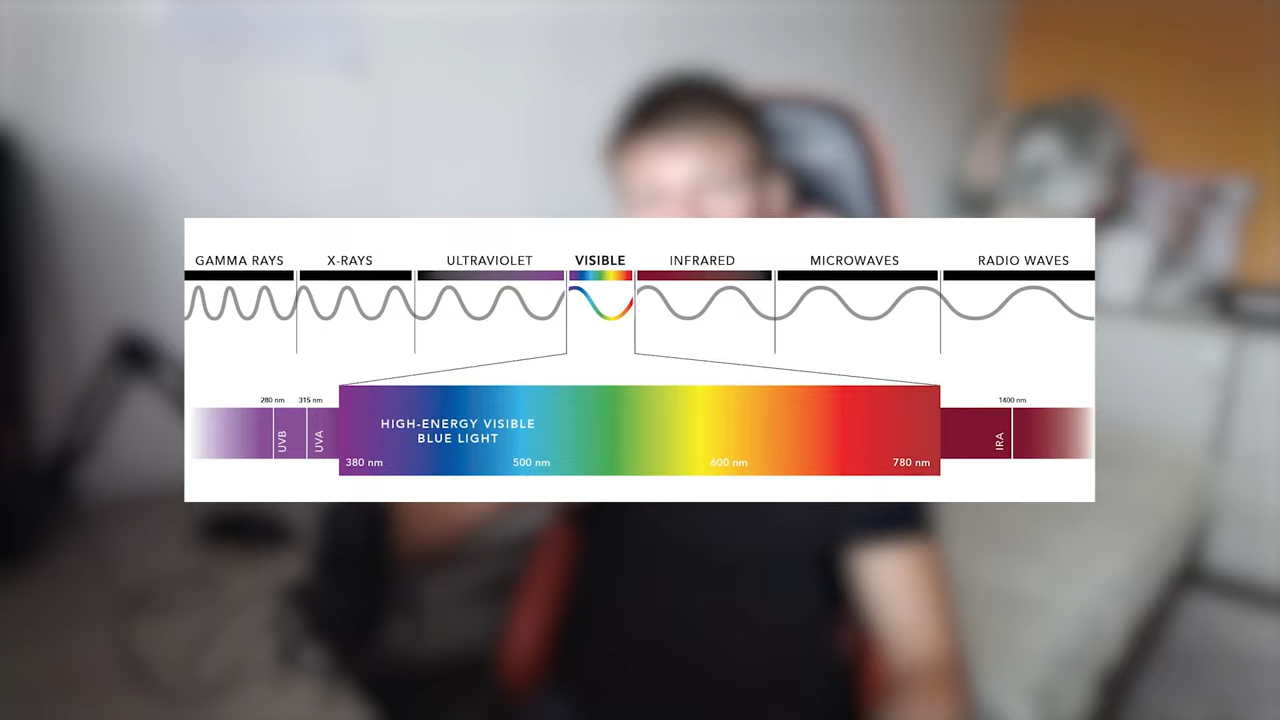 GAMMA RAYS X-RAYS ULTRAVIOLET VISIBLE INFRARED MICROWAVES RADIO WAVES
280 nm 315 nm 1400 nm
UVB UVA IRA
HIGH-ENERGY VISIBLE
BLUE LIGHT
380 nm 500 nm 600 nm 780 nm